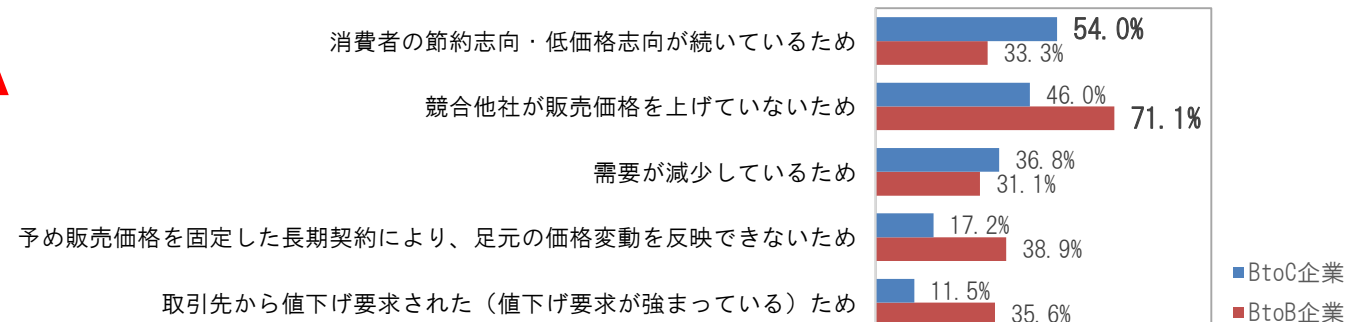 消費者の節約志向・低価格志向が続いているため
54.0%
33.3%
競合他社が販売価格を上げていないため
46.0%
71.1%
需要が減少しているため
36.8%
31.1%
予め販売価格を固定した長期契約により、足元の価格変動を反映できないため
17.2%
38.9%
取引先から値下げ要求された（値下げ要求が強まっている）ため
11.5%
35.6%
BtoC企業
BtoB企業